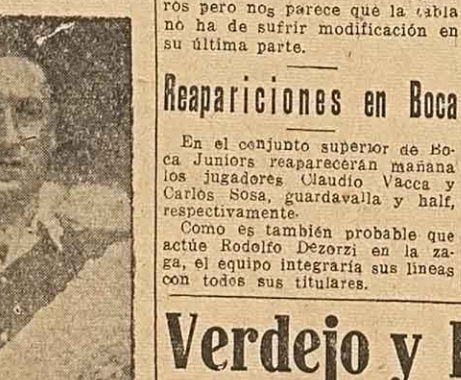 ros pero nos parece que la tabla
no ha de sufrir modificación en
su última parte.
Reapariciones en Boca
En el conjunto superior de Bo-
ca Juniors reaparecerán mañana
los jugadores Claudio Vacca y
Carlos Sosa, guardavalla y half,
respectivamente.
Como es también probable que
actúe Rodolfo Dezorzi en la za-
ga, el equipo integraría sus líneas
con todos sus titulares.
Verdejo y